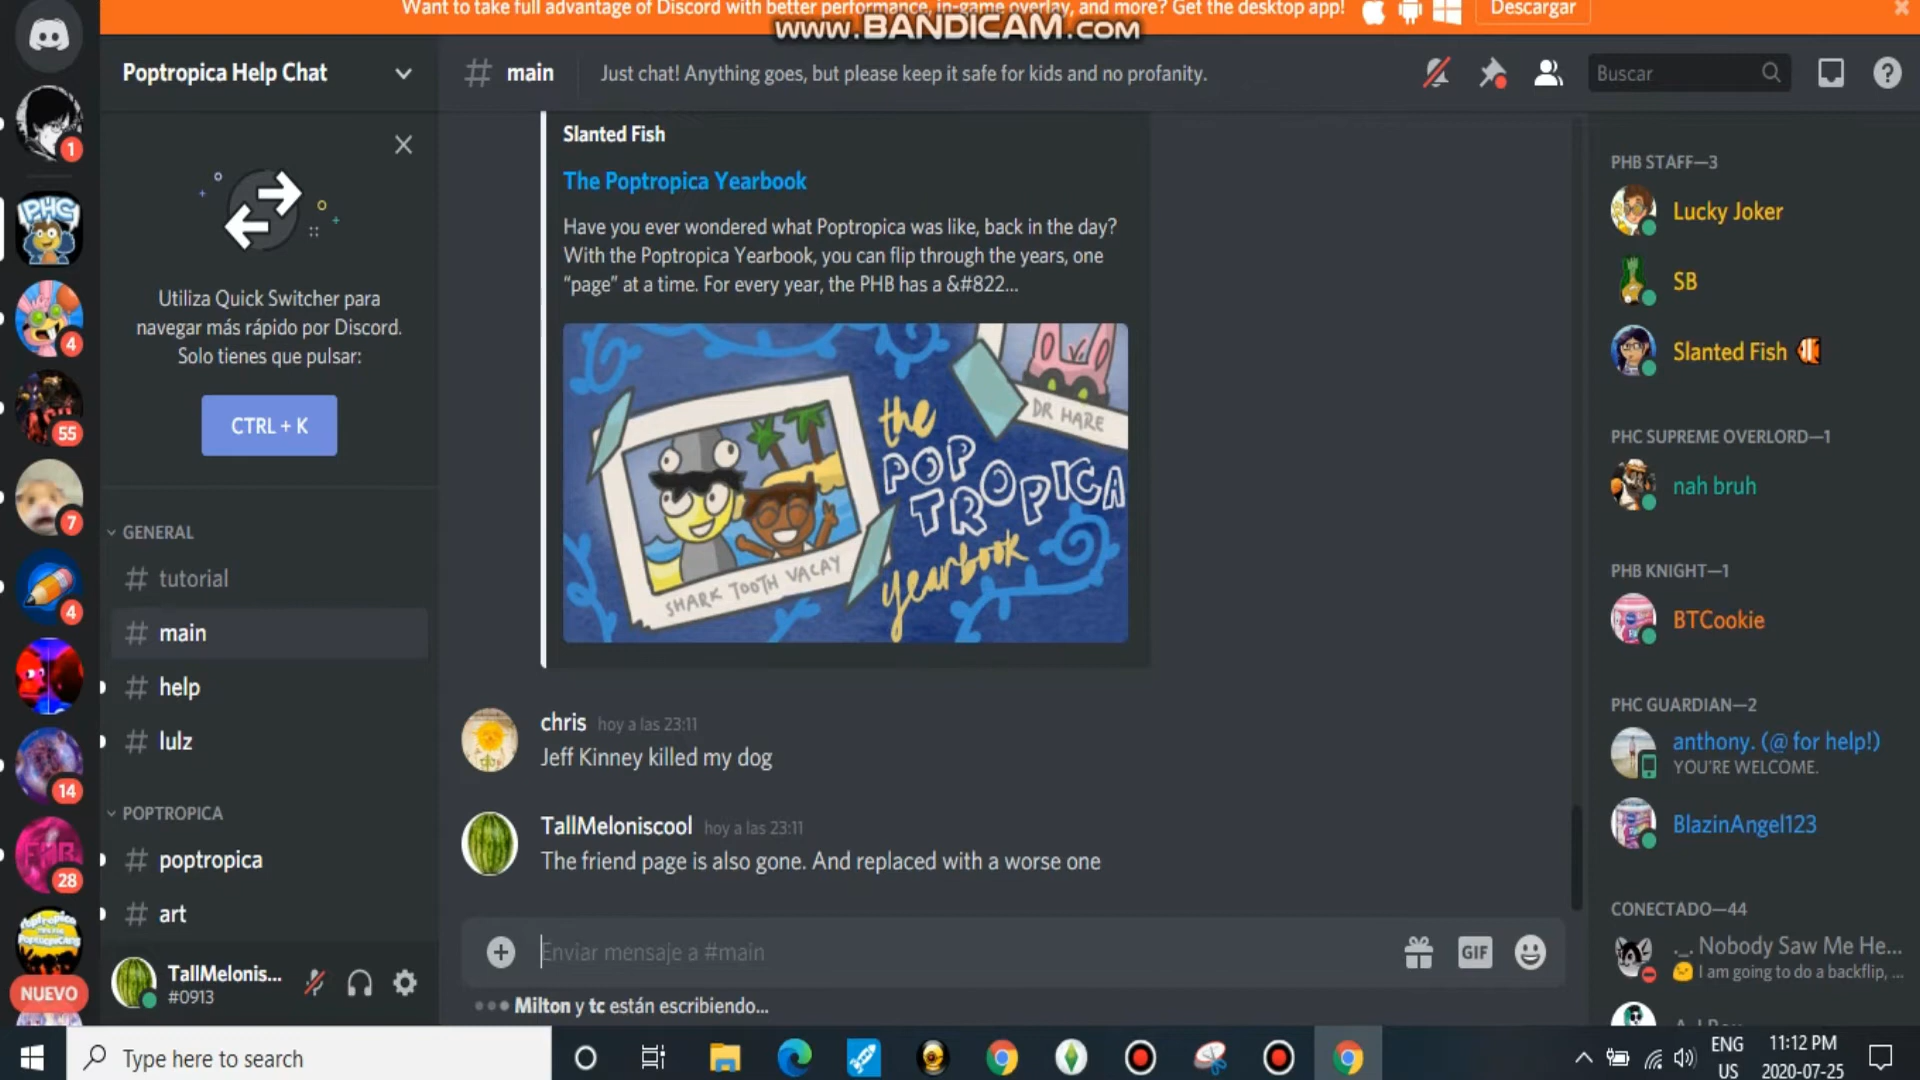 Want to take full advantage of Discord with better performance, in-game overlay, and more? Get the desktop app!
Descargar
www.BANDICAM.com
Poptropica Help Chat
# main
Just chat! Anything goes, but please keep it safe for kids and no profanity.
Buscar
1
PHC
4
55
7
4
14
28
NUEVO
Utiliza Quick Switcher para
navegar más rápido por Discord.
Solo tienes que pulsar:
CTRL + K
GENERAL
# tutorial
# main
# help
# lulz
POPTROPICA
# poptropica
# art
TallMelonis...
#0913
Slanted Fish
The Poptropica Yearbook
Have you ever wondered what Poptropica was like, back in the day?
With the Poptropica Yearbook, you can flip through the years, one
“page” at a time. For every year, the PHB has a &#822...
SHARK TOOTH VACAY
DR HARE
the
POP
TROPICA
yearbook
chris hoy a las 23:11
Jeff Kinney killed my dog
TallMeloniscool hoy a las 23:11
The friend page is also gone. And replaced with a worse one
Enviar mensaje a #main
GIF
Milton y tc están escribiendo...
PHB STAFF—3
Lucky Joker
SB
Slanted Fish
PHC SUPREME OVERLORD—1
nah bruh
PHB KNIGHT—1
BTCookie
PHC GUARDIAN—2
anthony. (@ for help!)
YOU'RE WELCOME.
BlazinAngel123
CONECTADO—44
._. Nobody Saw Me He...
I am going to do a backflip, ...
Type here to search
ENG
US
11:12 PM
2020-07-25